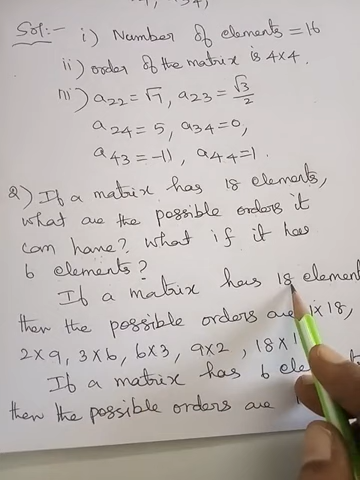 Sol:-  i) Number of elements = 16
ii) order of the matrix is 4×4.
iii) a₂₂ = √7, a₂₃ = √3/2
a₂₄ = 5, a₃₄ = 0,
a₄₃ = -11, a₄₄ = 1.
2) If a matrix has 18 elements,
what are the possible orders it
can have? What if it has
6 elements?
If a matrix has 18 element
then the possible orders are 1×18,
2×9, 3×6, 6×3, 9×2, 18×1
If a matrix has 6
then the possible orders are